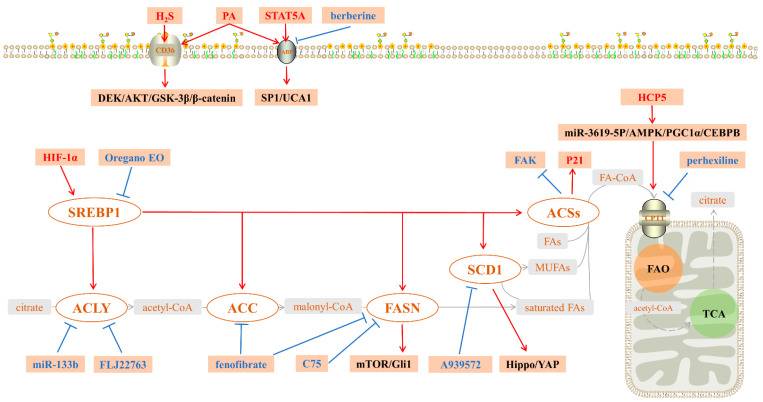 H₂S
PA
STAT5A
berberine
CD36
DEK/AKT/GSK-3β/β-catenin
SP1/UCA1
HCP5
miR-3619-5P/AMPK/PGC1α/CEBPB
HIF-1α
Oregano EO
FAK
P21
perhexiline
FA-CoA
citrate
SREBP1
ACSs
CPT1
FAs
SCD1
MUFAs
FAO
citrate
ACLY
acetyl-CoA
ACC
malonyl-CoA
FASN
saturated FAs
acetyl-CoA
TCA
miR-133b
FLJ22763
fenofibrate
C75
mTOR/Gli1
A939572
Hippo/YAP